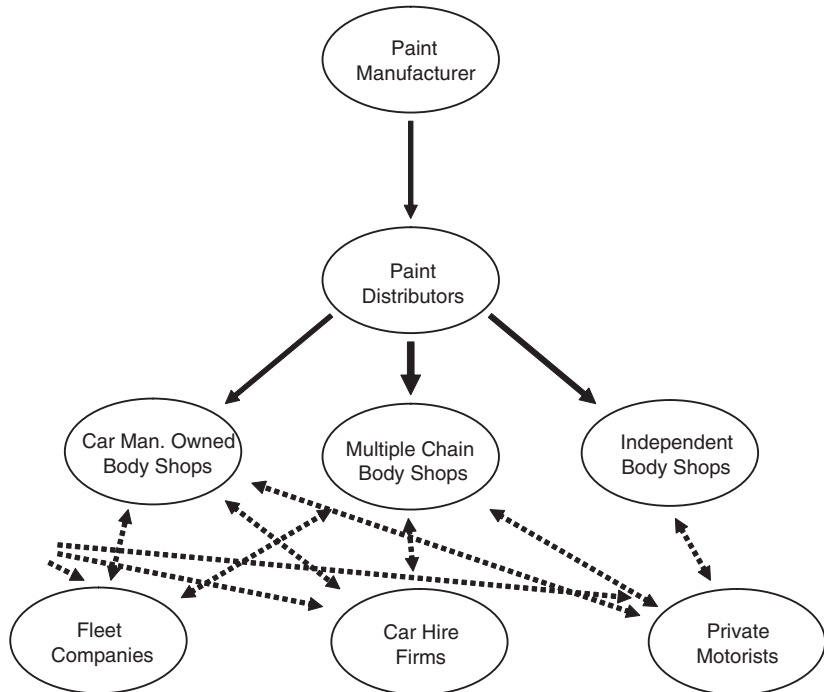 Paint
Manufacturer
Paint
Distributors
Car Man. Owned
Body Shops
Multiple Chain
Body Shops
Independent
Body Shops
Fleet
Companies
Car Hire
Firms
Private
Motorists